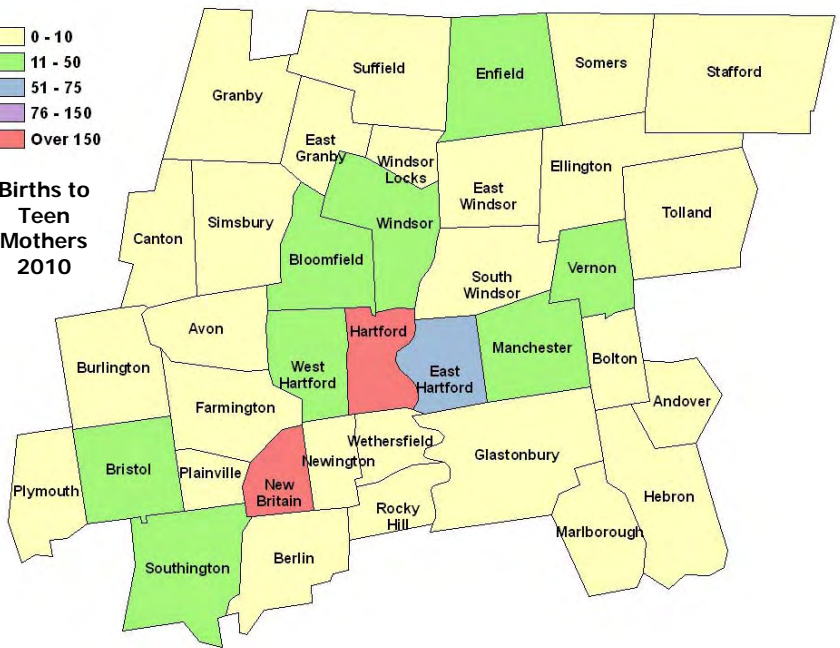 0 - 10
11 - 50
51 - 75
76 - 150
Over 150
Births to
Teen
Mothers
2010
Suffield
Enfield
Somers
Stafford
Granby
East
Granby
Windsor
Locks
East
Windsor
Ellington
Tolland
Canton
Simsbury
Bloomfield
Windsor
South
Windsor
Vernon
Avon
Hartford
Burlington
West
Hartford
East
Hartford
Manchester
Bolton
Andover
Farmington
Plymouth
Bristol
Plainville
New
Britain
Newington
Wethersfield
Glastonbury
Rocky
Hill
Hebron
Marlborough
Southington
Berlin